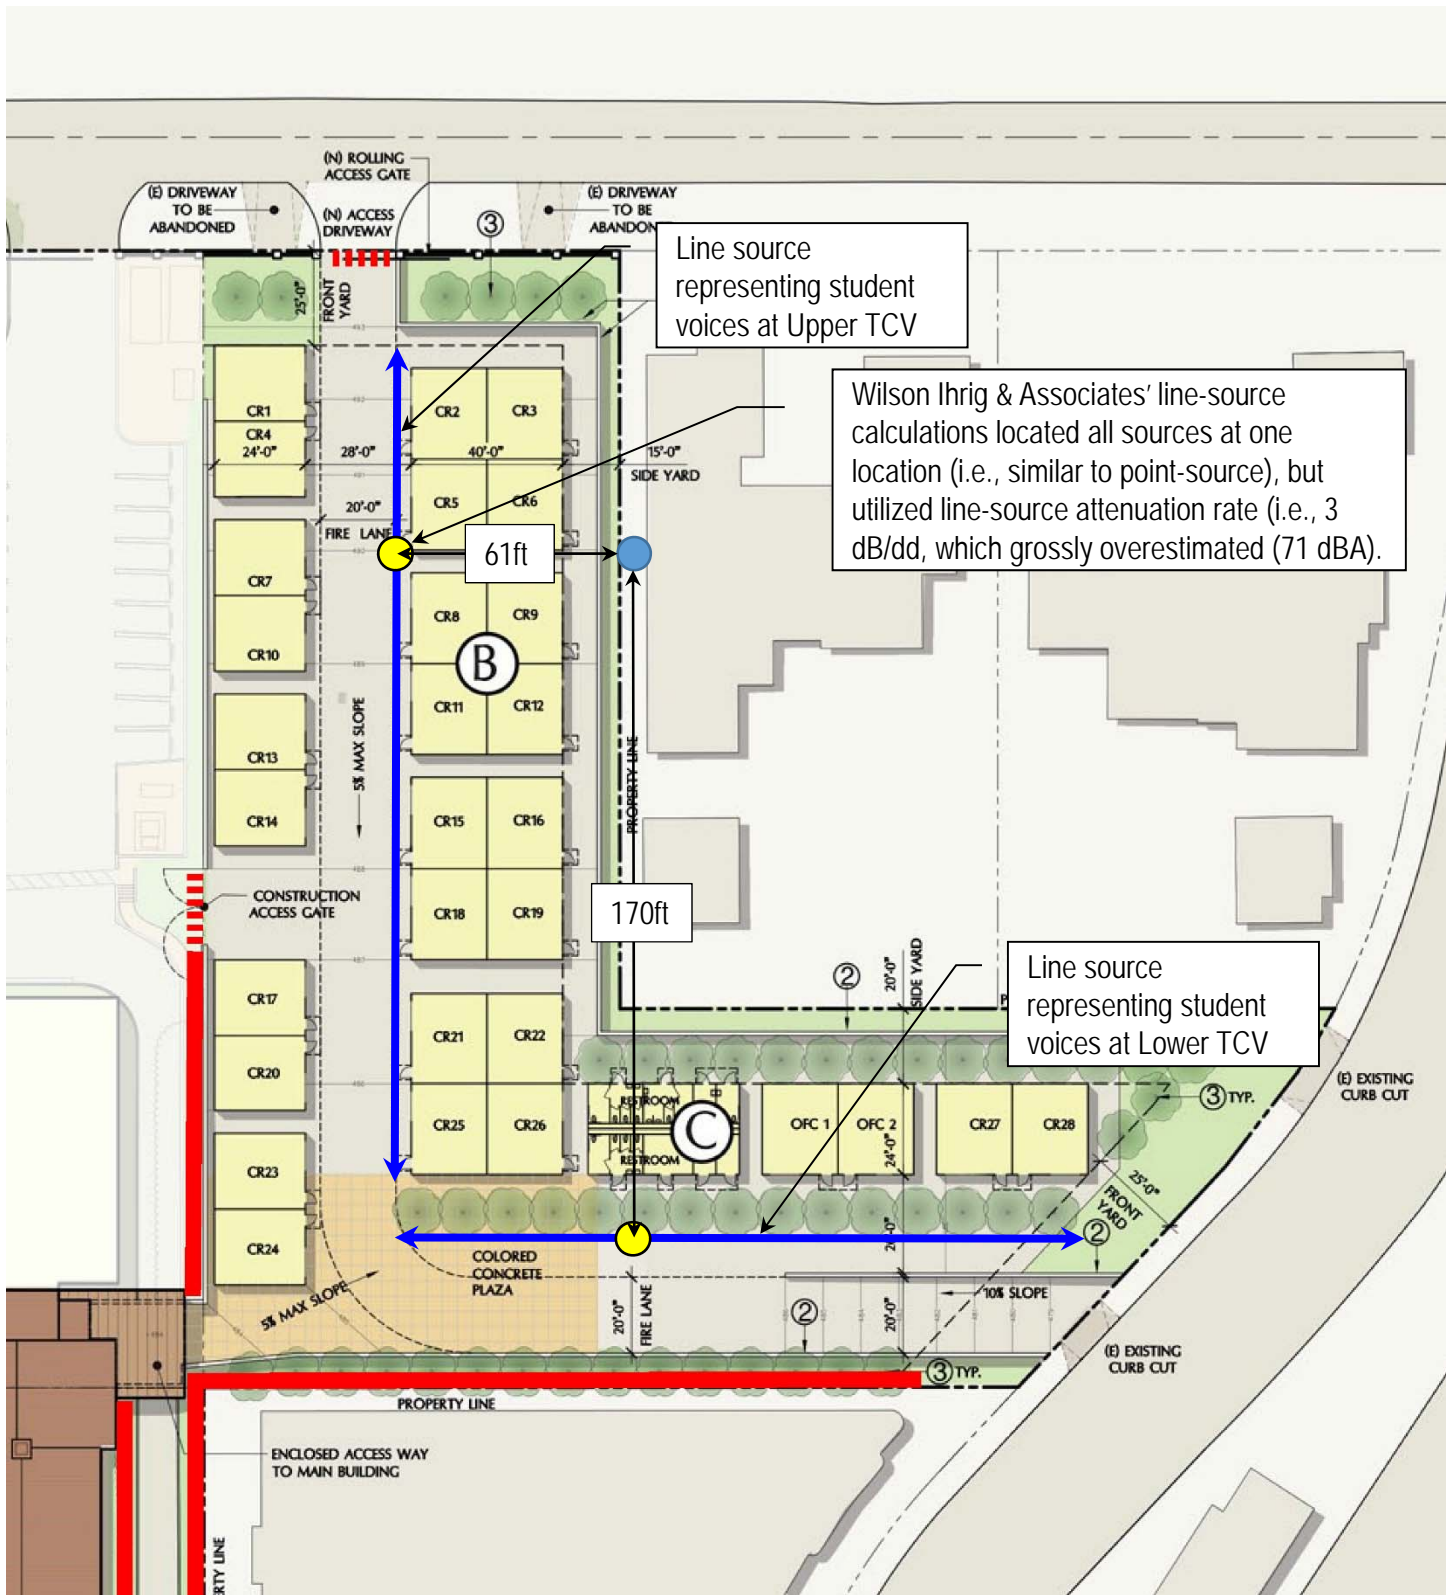 (N) ROLLING
ACCESS GATE
(E) DRIVEWAY
TO BE
ABANDONED
(N) ACCESS
DRIVEWAY
3
(E) DRIVEWAY
TO BE
ABANDON
Line source
representing student
voices at Upper TCV
25'-0"
FRONT
YARD
Wilson Ihrig & Associates' line-source
calculations located all sources at one
location (i.e., similar to point-source), but
utilized line-source attenuation rate (i.e., 3
dB/dd, which grossly overestimated (71 dBA).
CR1
CR4
24'-0"
28'-0"
CR2
CR3
40'-0"
15'-0"
SIDE YARD
CR5
CR6
20'-0"
FIRE LANE
61ft
CR7
CR8
CR9
B
CR10
CR11
CR12
5% MAX SLOPE
PROPERTY LINE
CR13
CR14
CR15
CR16
CONSTRUCTION
ACCESS GATE
CR18
CR19
170ft
Line source
representing student
voices at Lower TCV
2
20'-0"
SIDE YARD
CR17
CR20
CR21
CR22
CR25
CR26
RESTROOM
RESTROOM
C
OFC 1
OFC 2
24'-0"
CR27
CR28
3 TYP.
(E) EXISTING
CURB CUT
25'-0"
FRONT
YARD
2
CR23
CR24
COLORED
CONCRETE
PLAZA
5% MAX SLOPE
20'-0"
FIRE LANE
2
20'-0"
10% SLOPE
(E) EXISTING
CURB CUT
3 TYP.
PROPERTY LINE
ENCLOSED ACCESS WAY
TO MAIN BUILDING
RTY LINE